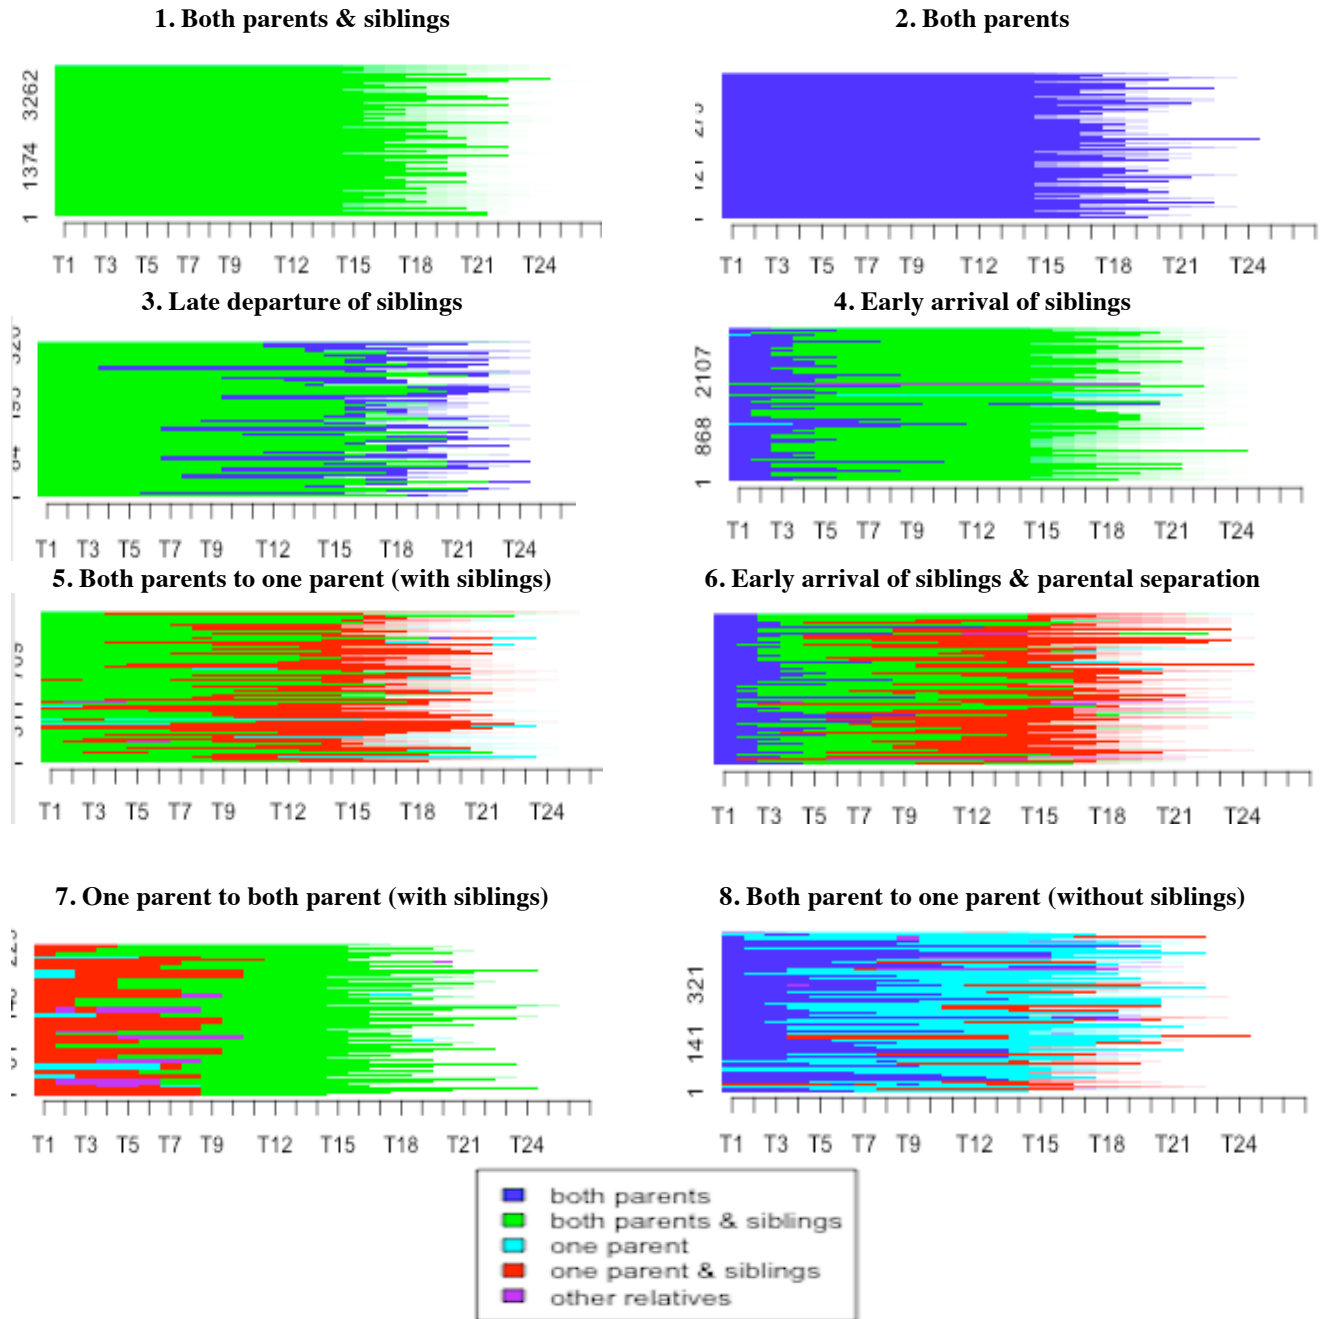 1. Both parents & siblings
2. Both parents
3262
1374
1
T1 T3 T5 T7 T9 T12 T15 T18 T21 T24
T1 T3 T5 T7 T9 T12 T15 T18 T21 T24
3. Late departure of siblings
4. Early arrival of siblings
2107
868
1
T1 T3 T5 T7 T9 T12 T15 T18 T21 T24
T1 T3 T5 T7 T9 T12 T15 T18 T21 T24
5. Both parents to one parent (with siblings)
6. Early arrival of siblings & parental separation
T1 T3 T5 T7 T9 T12 T15 T18 T21 T24
T1 T3 T5 T7 T9 T12 T15 T18 T21 T24
7. One parent to both parent (with siblings)
8. Both parent to one parent (without siblings)
321
141
1
T1 T3 T5 T7 T9 T12 T15 T18 T21 T24
T1 T3 T5 T7 T9 T12 T15 T18 T21 T24
both parents
both parents & siblings
one parent
one parent & siblings
other relatives